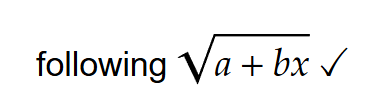 following √(a + bx) ✓